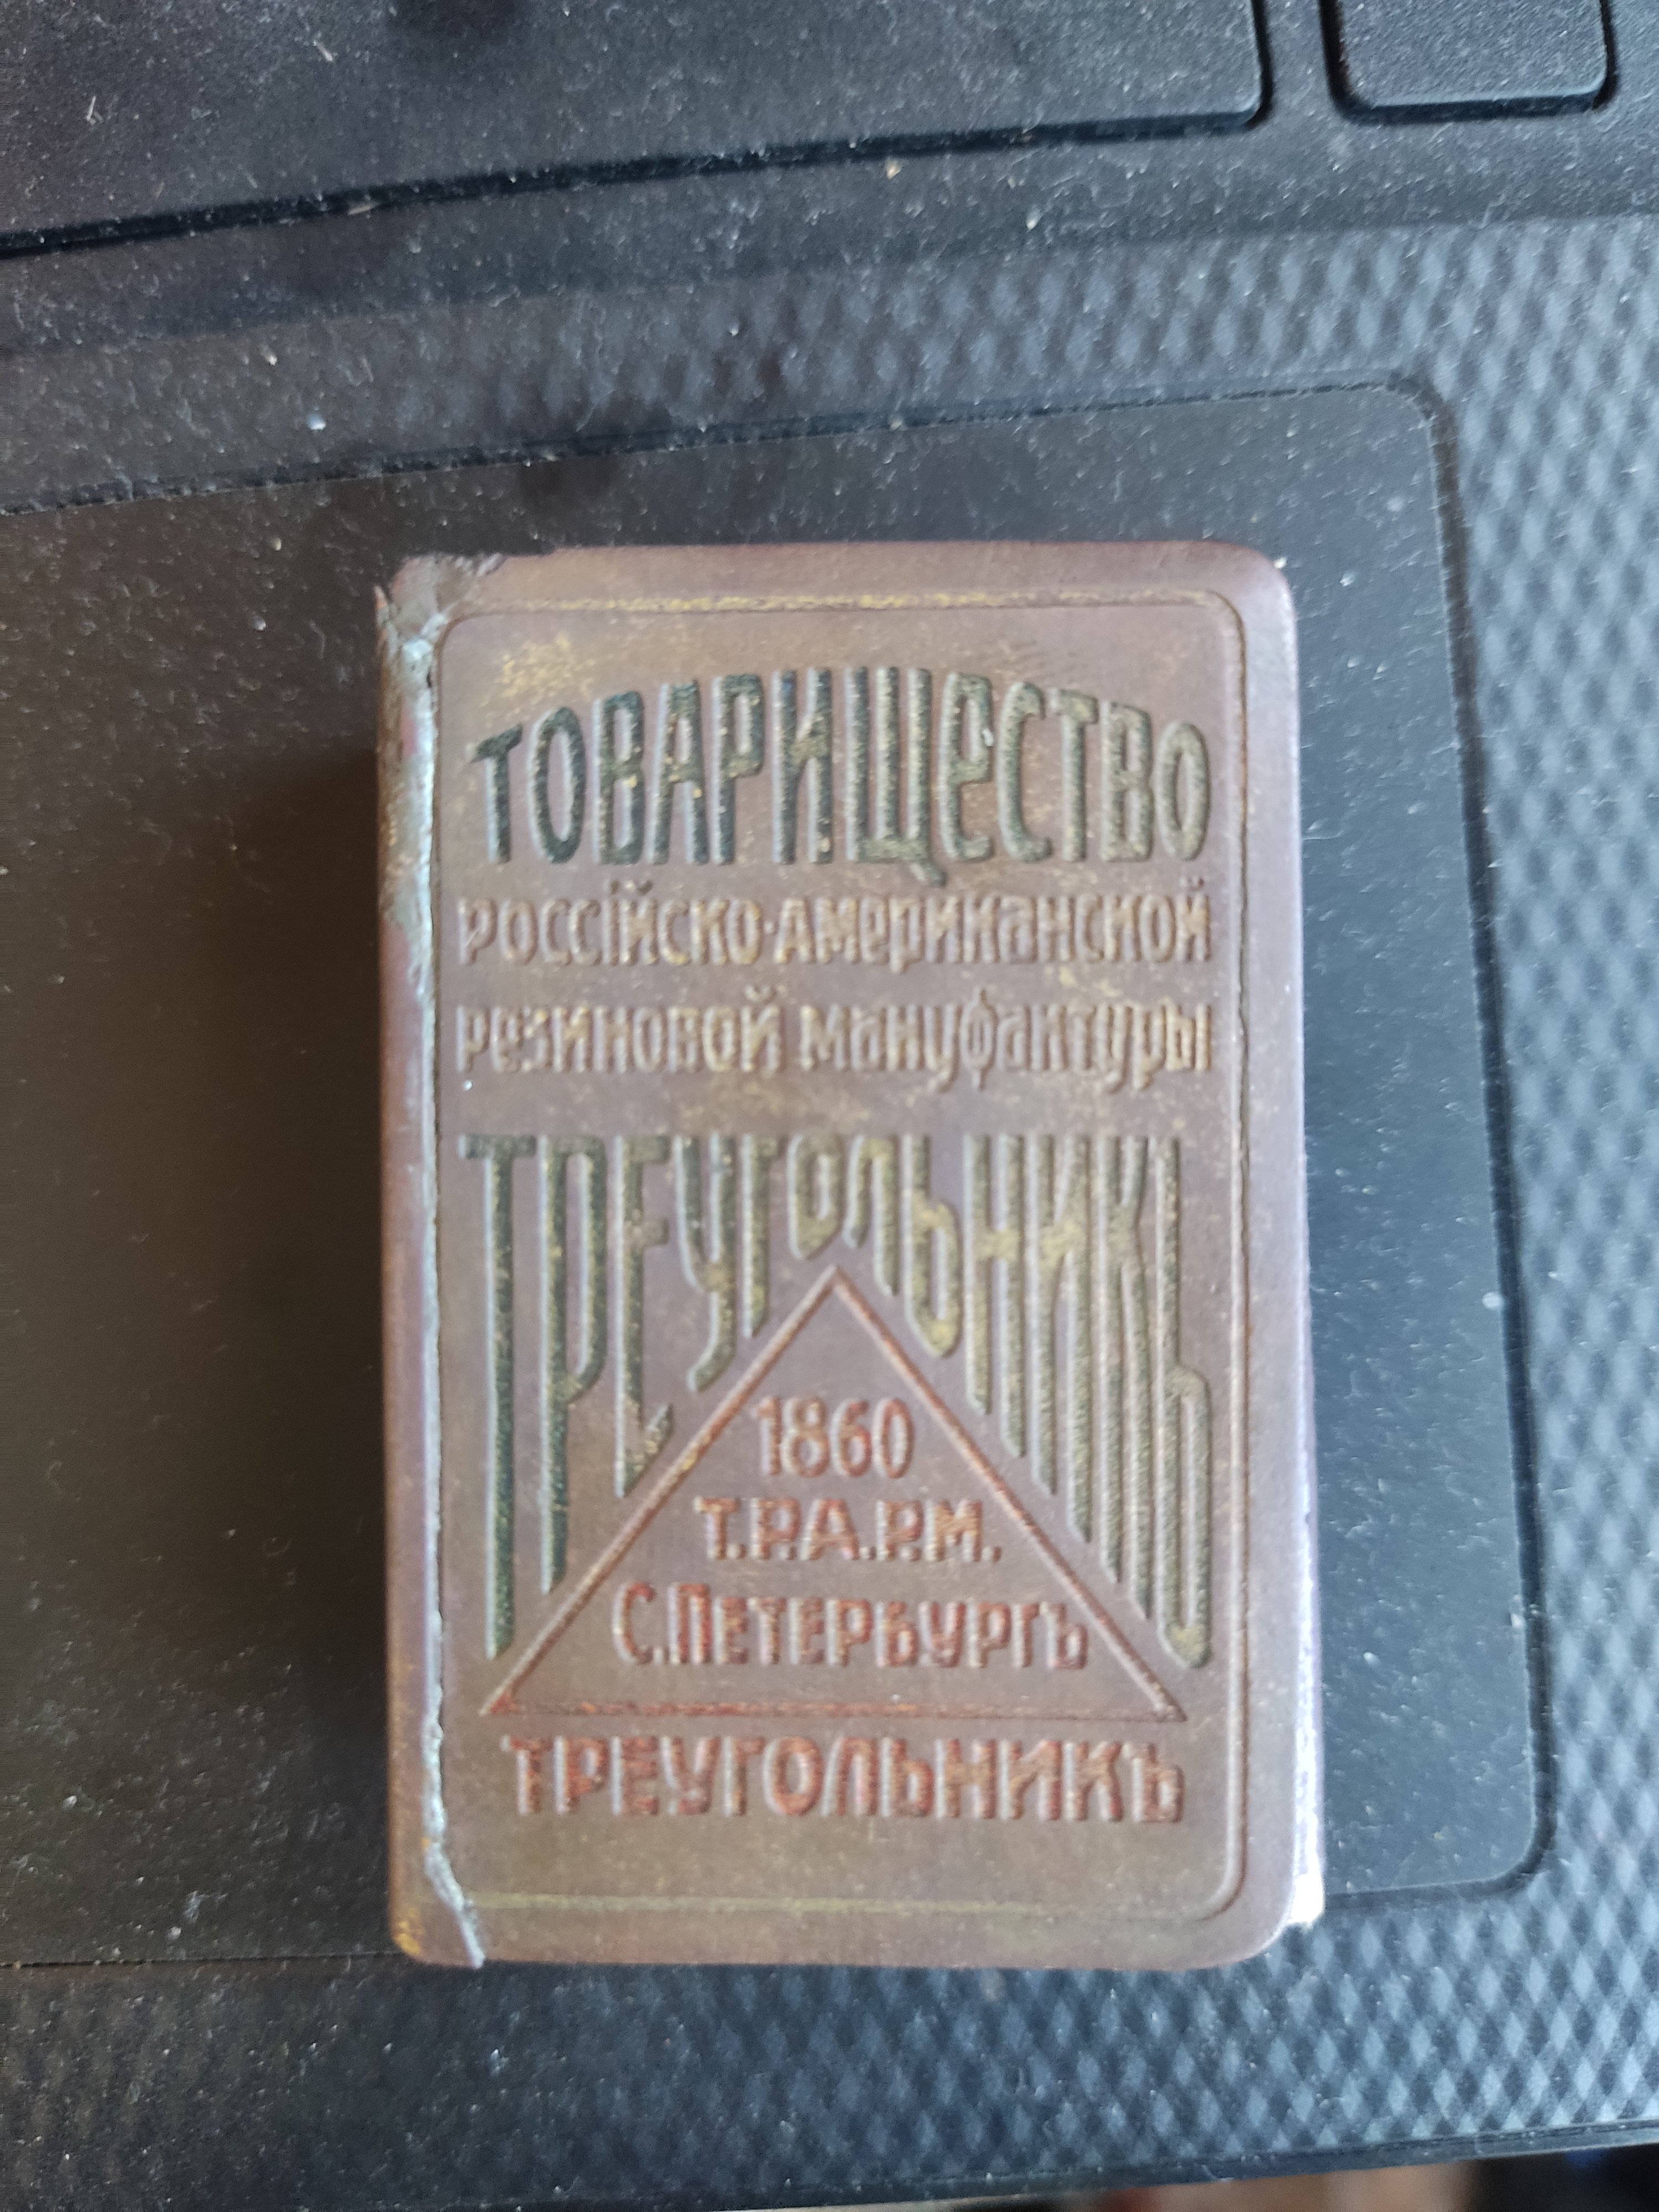 ТОВАРИЩЕСТВО
РОССІЙСКО-АМЕРИКАНСКОЙ
РЕЗИНОВОЙ МАНУФАКТУРЫ
ТРЕУГОЛЬНИКЪ
1860
Т.Р.А.Р.М.
С.ПЕТЕРБУРГЪ
ТРЕУГОЛЬНИКЪ